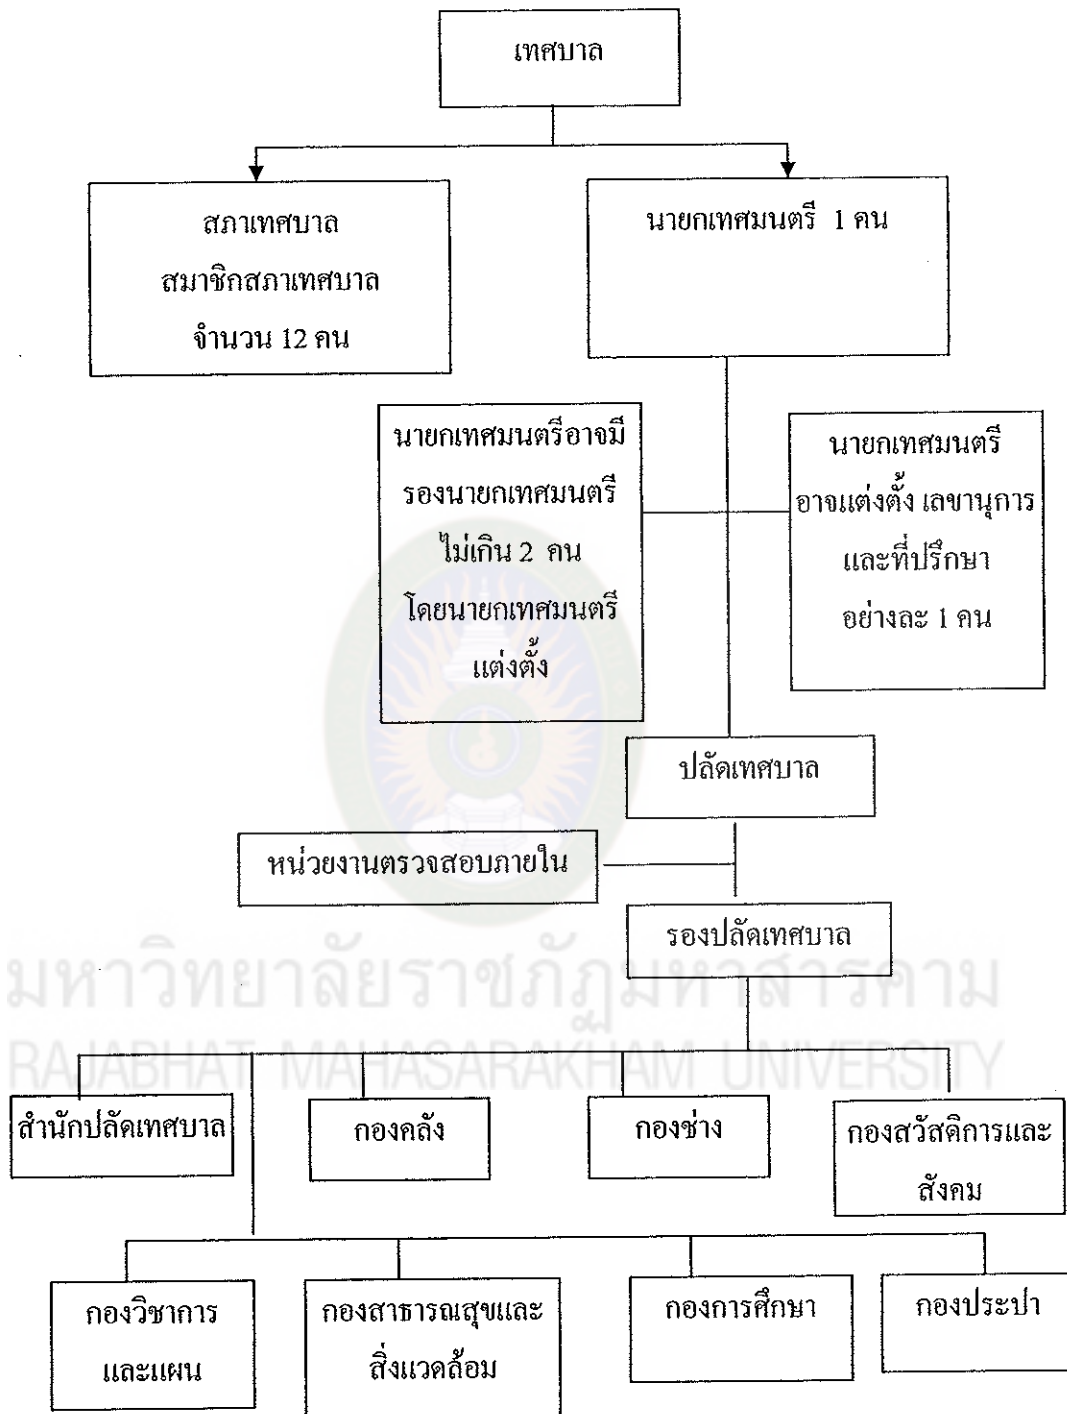 เทศบาล
สภาเทศบาล
สมาชิกสภาเทศบาล
จำนวน 12 คน
นายกเทศมนตรี 1 คน
นายกเทศมนตรีอาจมี
รองนายกเทศมนตรี
ไม่เกิน 2 คน
โดยนายกเทศมนตรี
แต่งตั้ง
นายกเทศมนตรี
อาจแต่งตั้ง เลขานุการ
และที่ปรึกษา
อย่างละ 1 คน
ปลัดเทศบาล
หน่วยงานตรวจสอบภายใน
รองปลัดเทศบาล
มหาวิทยาลัยราชภัฏมหาสารคาม
RAJABHAT MAHASARAKHAM UNIVERSITY
สำนักปลัดเทศบาล
กองคลัง
กองช่าง
กองสวัสดิการและ
สังคม
กองวิชาการ
และแผน
กองสาธารณสุขและ
สิ่งแวดล้อม
กองการศึกษา
กองประปา